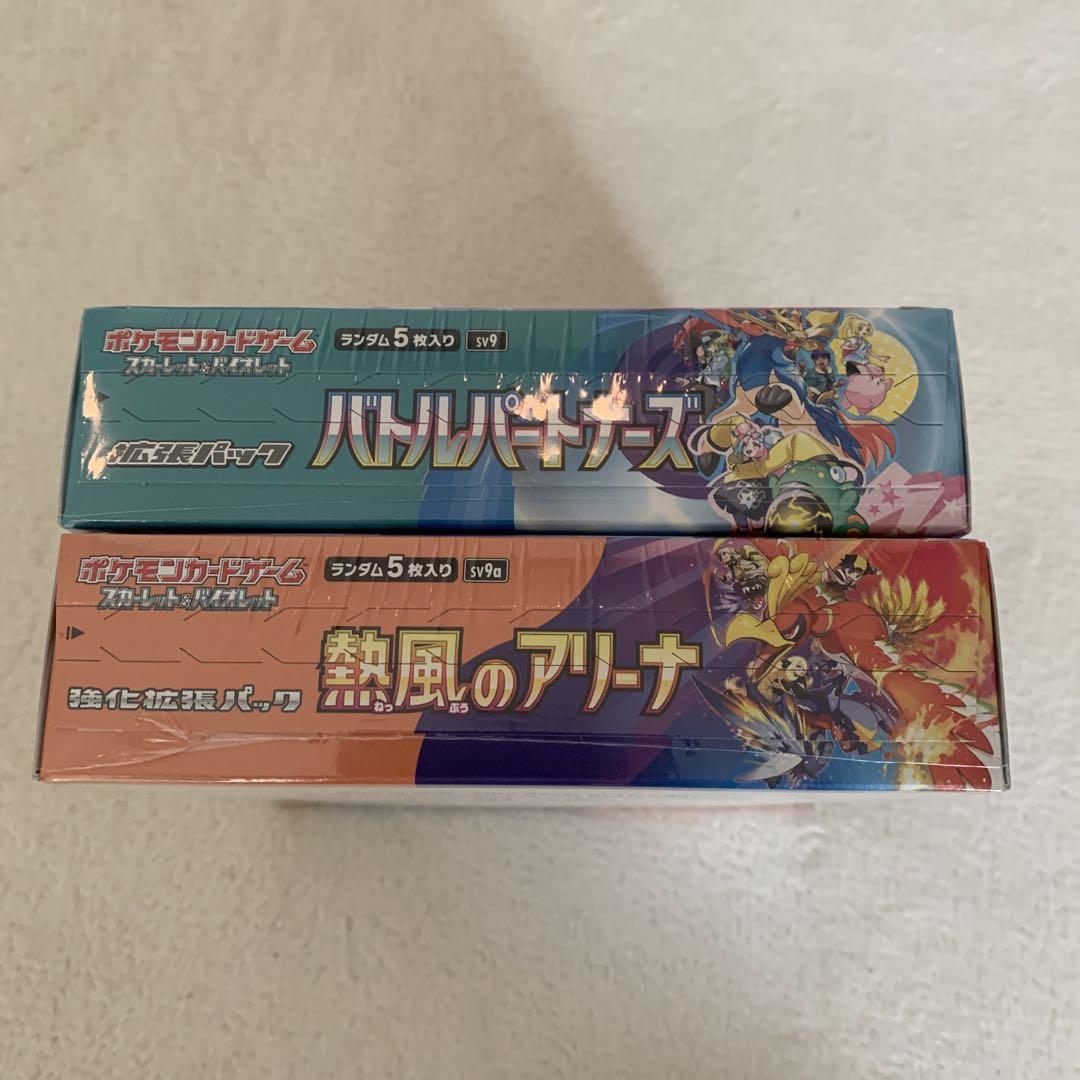 ポケモンカードゲーム
スカーレット&バイオレット
ランダム5枚入り
SV9
拡張パック
バトルパートナーズ
ポケモンカードゲーム
スカーレット&バイオレット
ランダム5枚入り
SV9a
強化拡張パック
熱風のアリーナ
ねっ ぷう